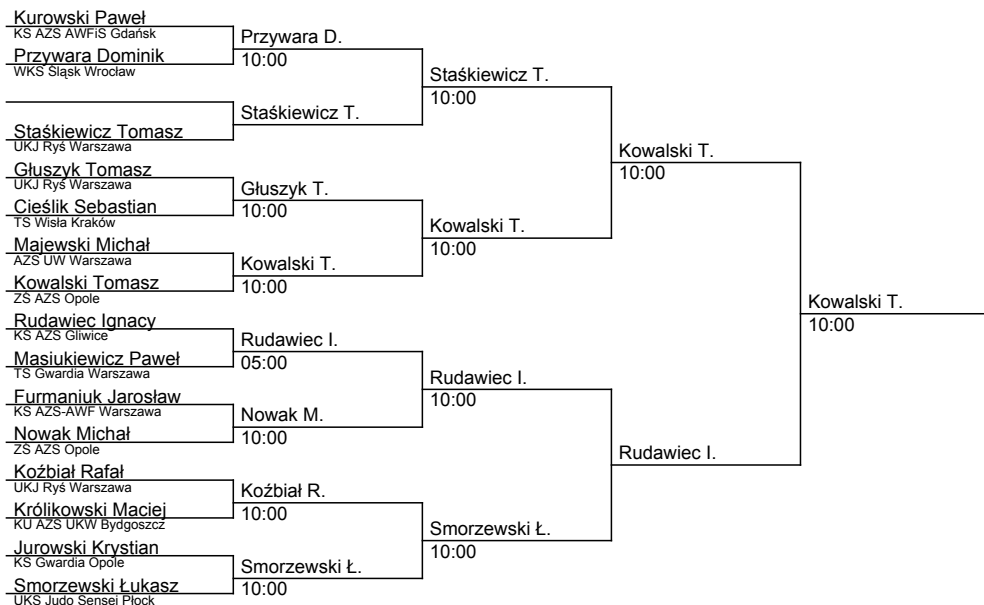 Kurowski Paweł
KS AZS AWFiS Gdańsk
Przywara Dominik
WKS Śląsk Wrocław
Staśkiewicz Tomasz
UKJ Ryś Warszawa
Głuszyk Tomasz
UKJ Ryś Warszawa
Cieślik Sebastian
TS Wisła Kraków
Majewski Michał
AZS UW Warszawa
Kowalski Tomasz
ZŚ AZS Opole
Rudawiec Ignacy
KS AZS Gliwice
Masiukiewicz Paweł
TS Gwardia Warszawa
Furmaniuk Jarosław
KS AZS-AWF Warszawa
Nowak Michał
ZŚ AZS Opole
Koźbiał Rafał
UKJ Ryś Warszawa
Królikowski Maciej
KU AZS UKW Bydgoszcz
Jurowski Krystian
KS Gwardia Opole
Smorzewski Łukasz
UKS Judo Sensei Płock
Przywara D.
10:00
Staśkiewicz T.
Głuszyk T.
10:00
Kowalski T.
10:00
Rudawiec I.
05:00
Nowak M.
10:00
Koźbiał R.
10:00
Smorzewski Ł.
10:00
Staśkiewicz T.
10:00
Kowalski T.
10:00
Rudawiec I.
10:00
Smorzewski Ł.
10:00
Kowalski T.
10:00
Rudawiec I.
Kowalski T.
10:00